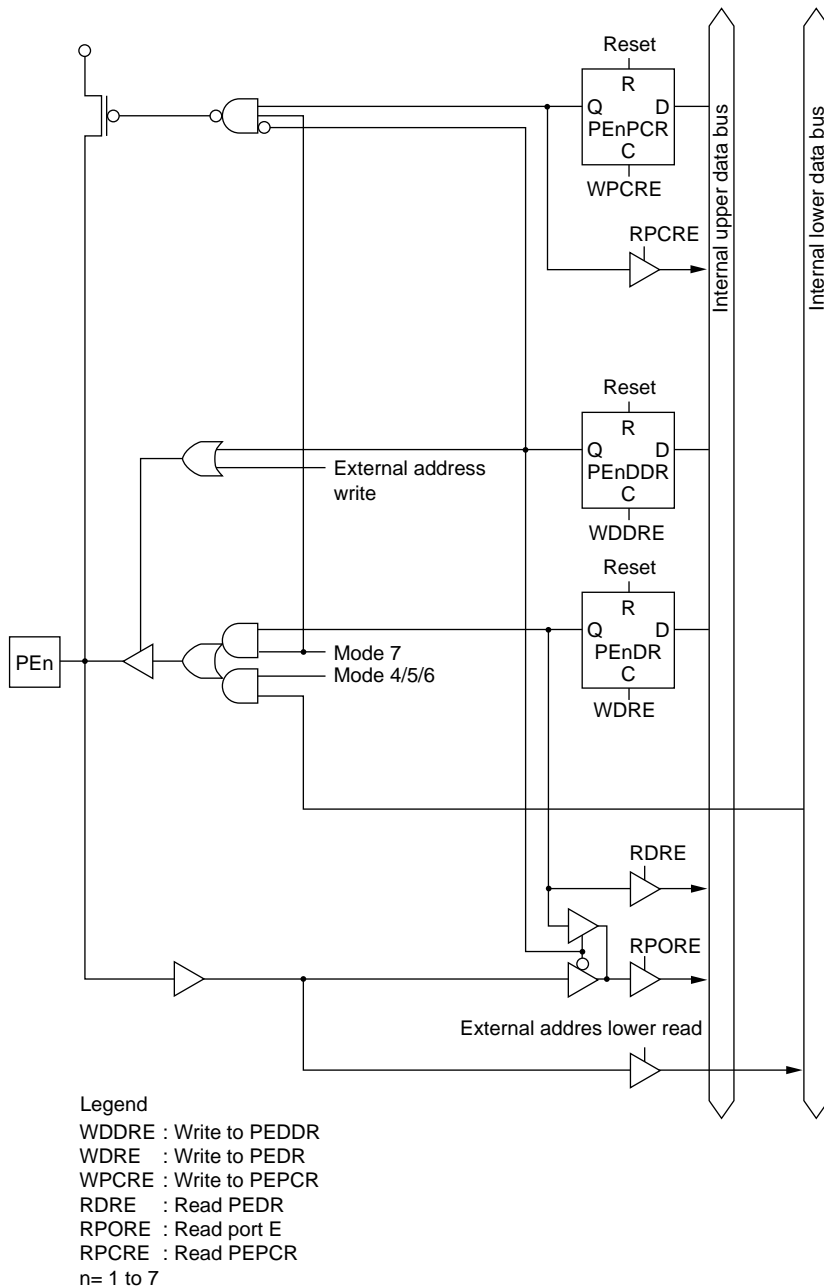 Reset
R
Q D
PEnPCR
C
WPCRE
RPCRE
Internal upper data bus
Internal lower data bus
Reset
R
Q D
PEnDDR
C
WDDRE
External address
write
Reset
R
Q D
PEnDR
C
WDRE
PEn
Mode 7
Mode 4/5/6
RDRE
RPORE
External addres lower read
Legend
WDDRE : Write to PEDDR
WDRE : Write to PEDR
WPCRE : Write to PEPCR
RDRE : Read PEDR
RPORE : Read port E
RPCRE : Read PEPCR
n= 1 to 7